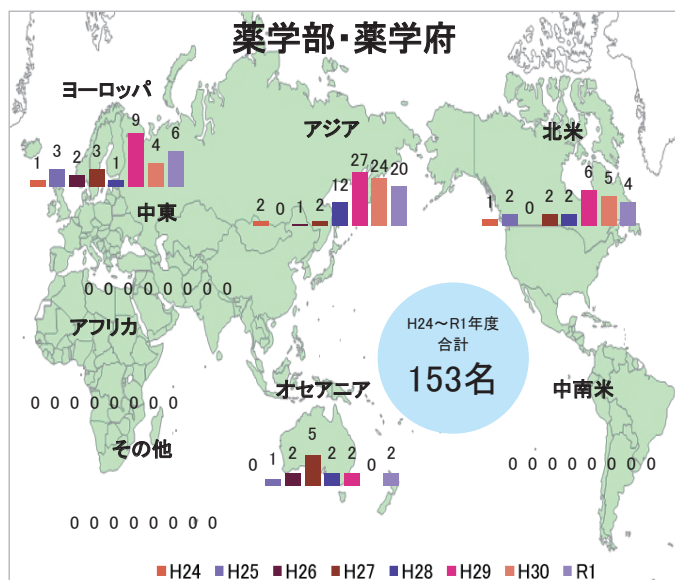 薬学部・薬学府
ヨーロッパ
1 3 2 3 1 9 4 6
アジア
2 0 1 2 12 27 24 20
北米
1 2 0 2 2 6 5 4
中東
0 0 0 0 0 0 0 0
アフリカ
0 0 0 0 0 0 0 0
H24～R1年度
合計
153名
オセアニア
0 1 2 5 2 2 0 2
中南米
0 0 0 0 0 0 0 0
その他
0 0 0 0 0 0 0 0
H24 H25 H26 H27 H28 H29 H30 R1